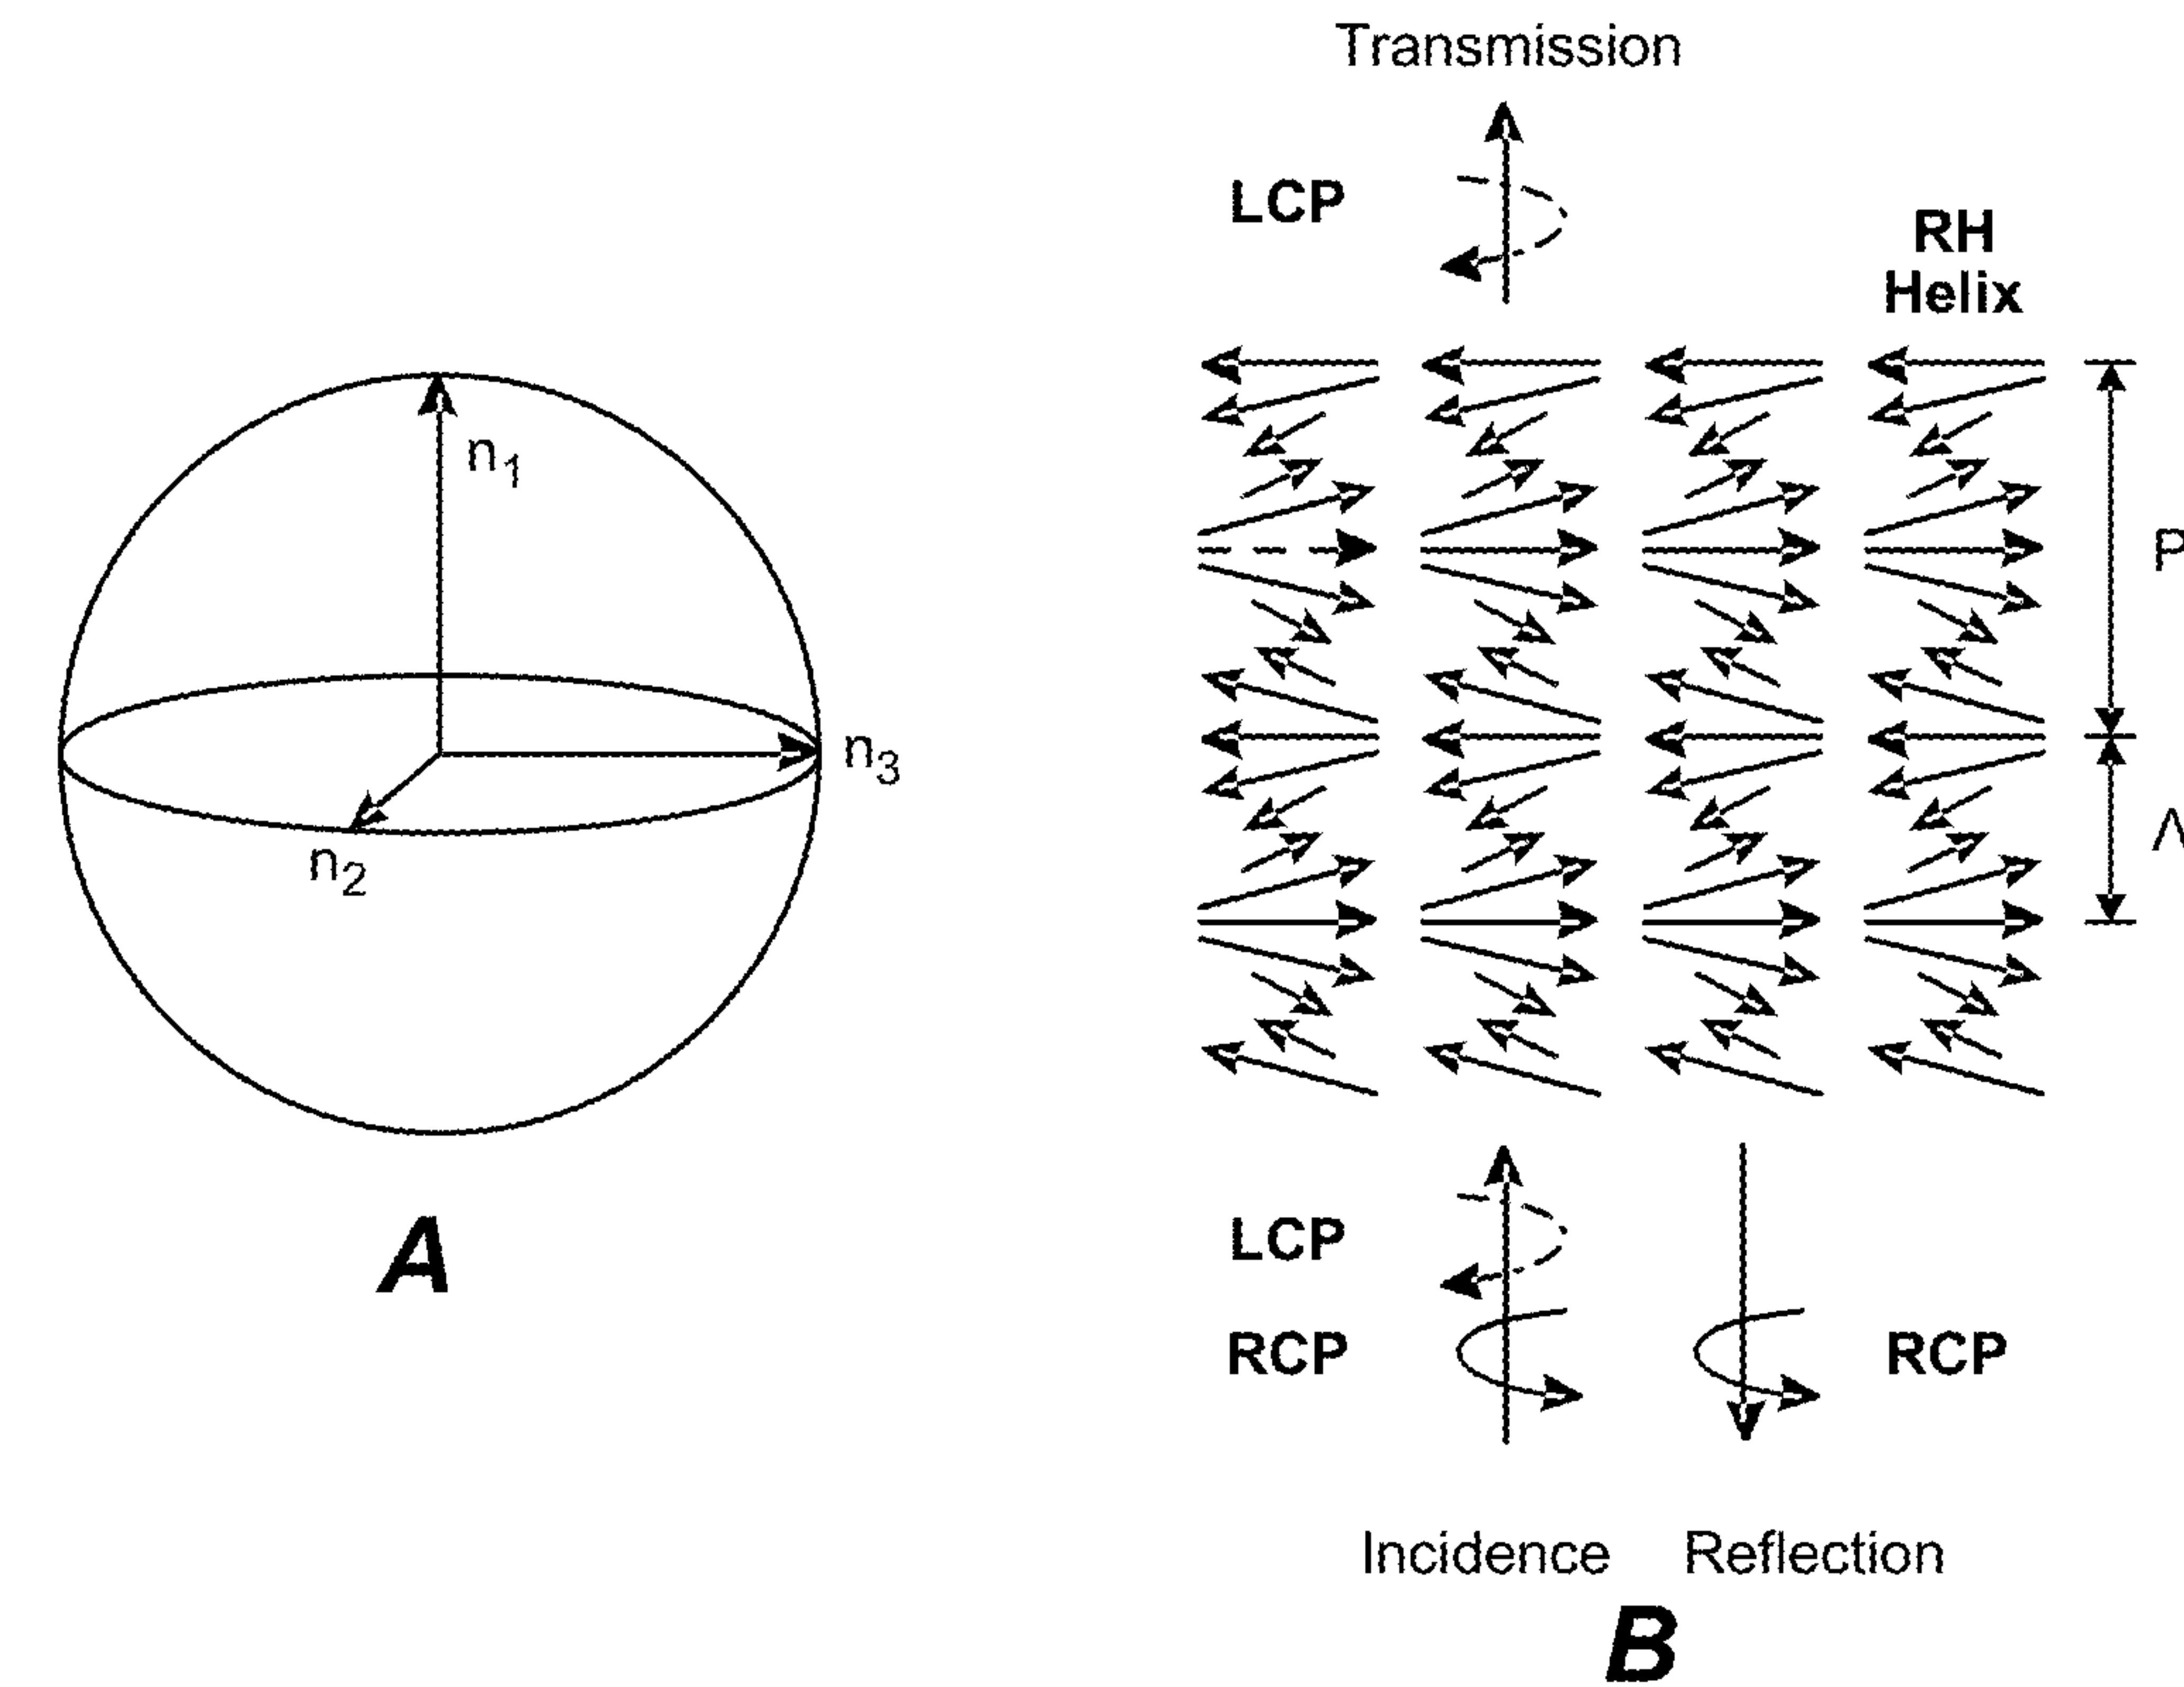 Transmission
LCP
RH
Helix
n1
n3
n2
P
Λ
A
LCP
RCP
RCP
Incidence Reflection
B